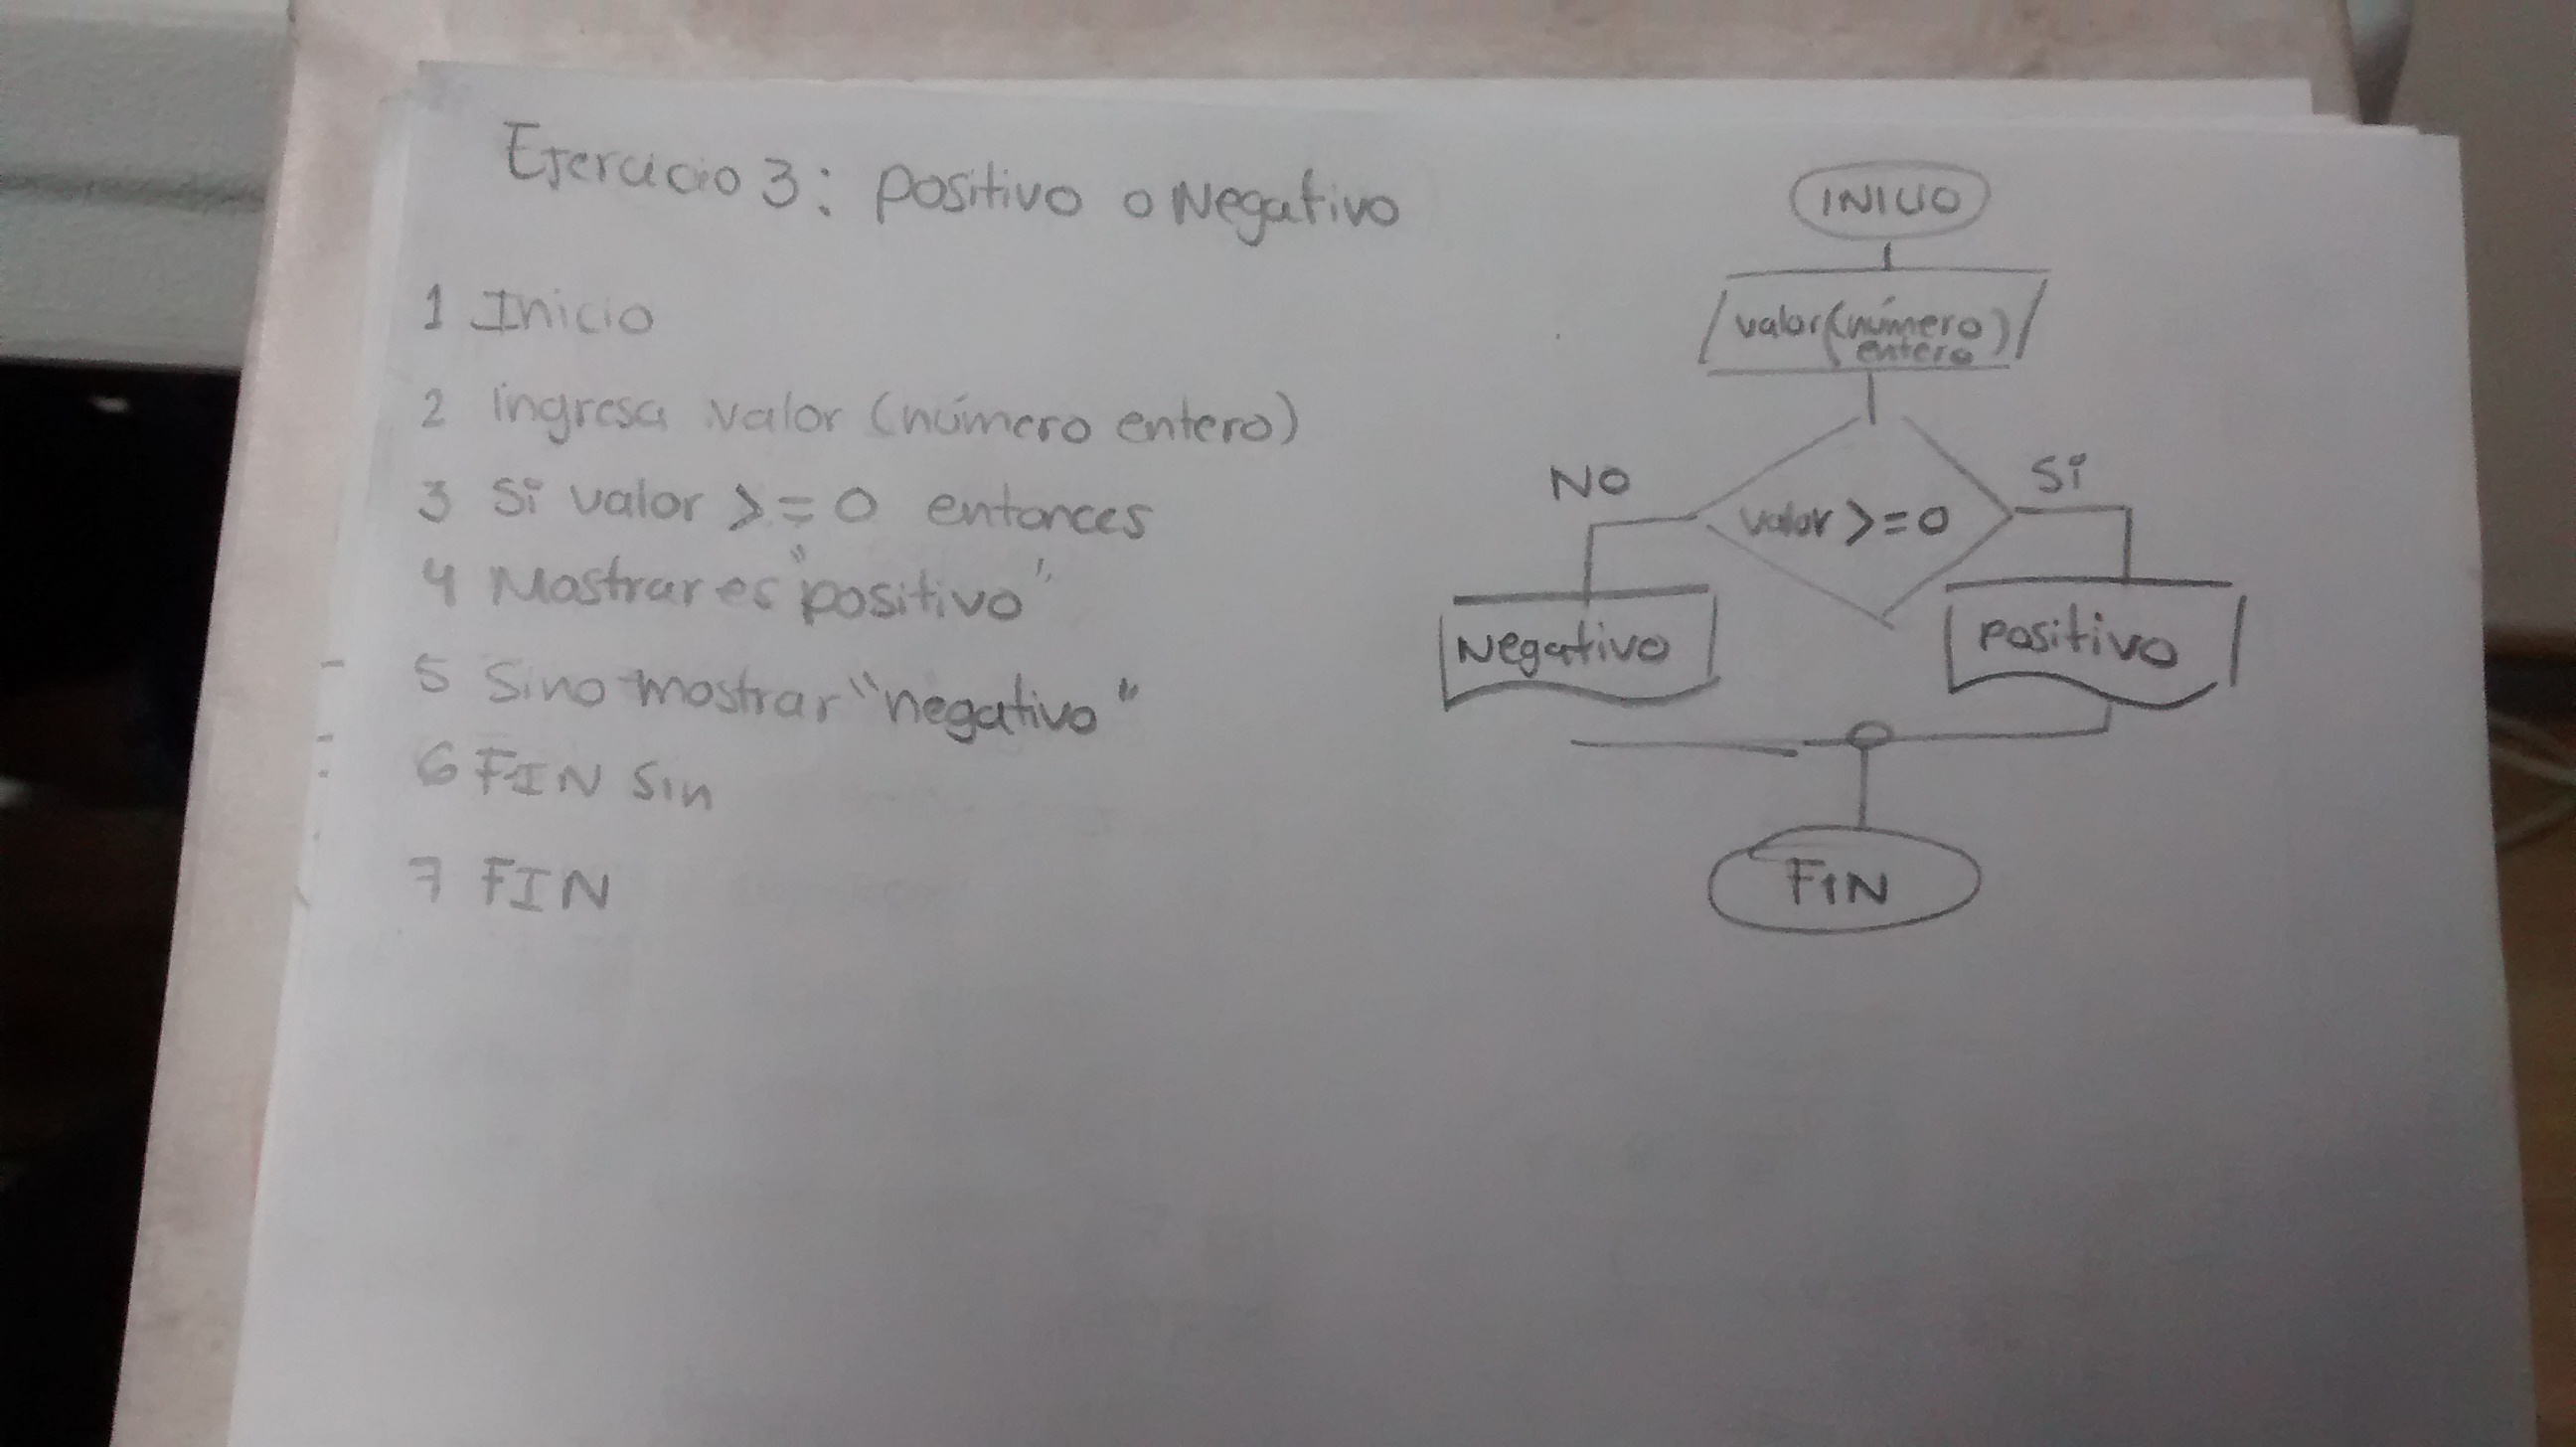 Ejercicio 3: positivo o Negativo
1 Inicio
2 ingresa valor (número entero)
3 Si valor >= 0 entonces
4 Mostrar es "positivo"
5 Sino mostrar "negativo"
6 FIN Sin
7 FIN
INICIO
valor (número
entero)
valor >= 0
NO
Si
Negativo
Positivo
FIN